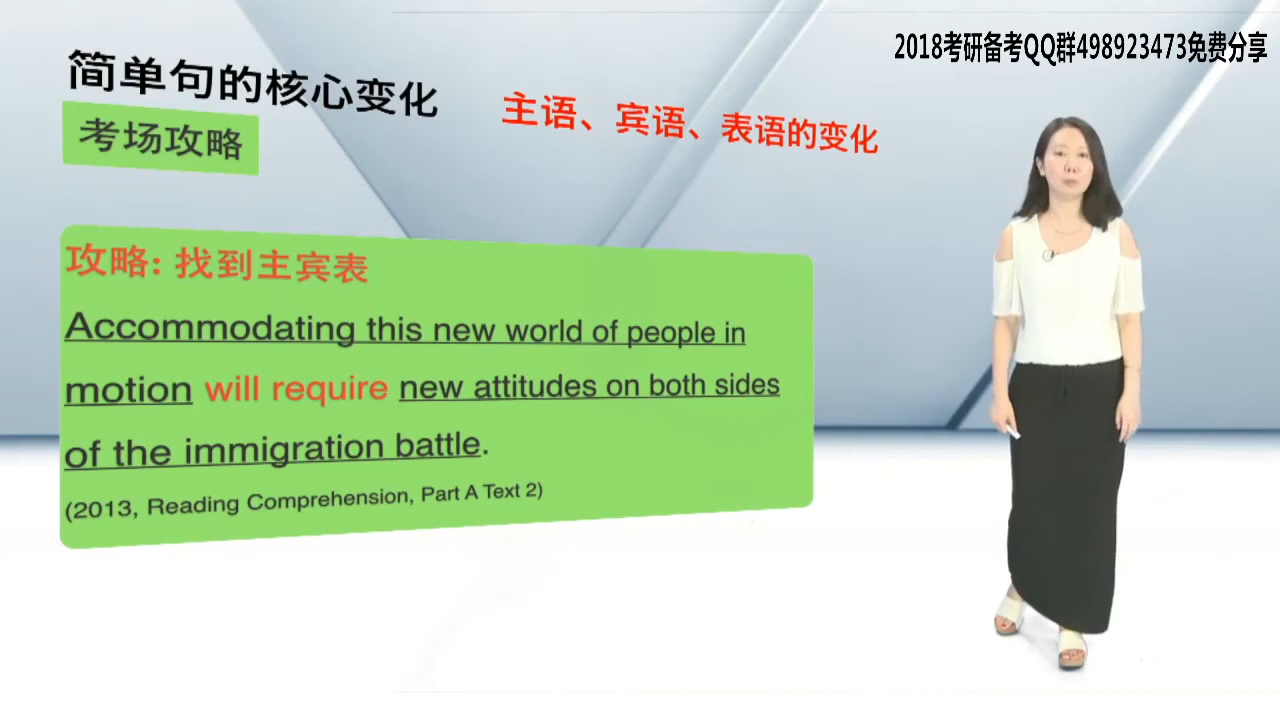 2018考研备考QQ群498923473免费分享
简单句的核心变化
主语、宾语、表语的变化
考场攻略
攻略: 找到主宾表
Accommodating this new world of people in
motion will require new attitudes on both sides
of the immigration battle.
(2013, Reading Comprehension, Part A Text 2)